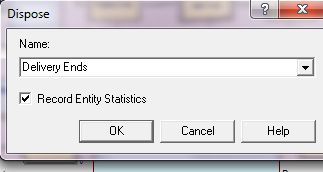 Dispose
Name:
Delivery Ends
Record Entity Statistics
OK Cancel Help